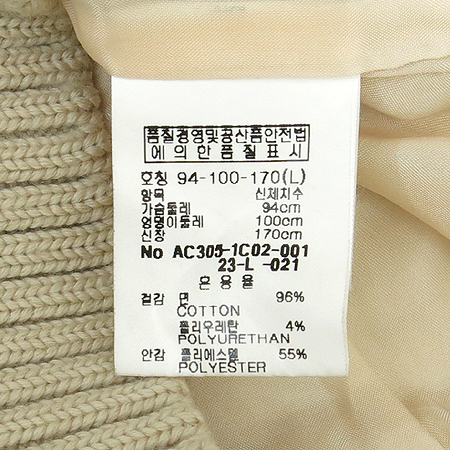 품질경영및공산품안전법
에 의 한 품 질 표 시
호칭 94-100-170(L)
항목 신체치수
가슴둘레 94cm
엉덩이둘레 100cm
신장 170cm
No AC305-1C02-001
23-L -021
혼 용 율
겉감 면 96%
COTTON
폴리우레탄 4%
POLYURETHAN
안감 폴리에스텔 55%
POLYESTER